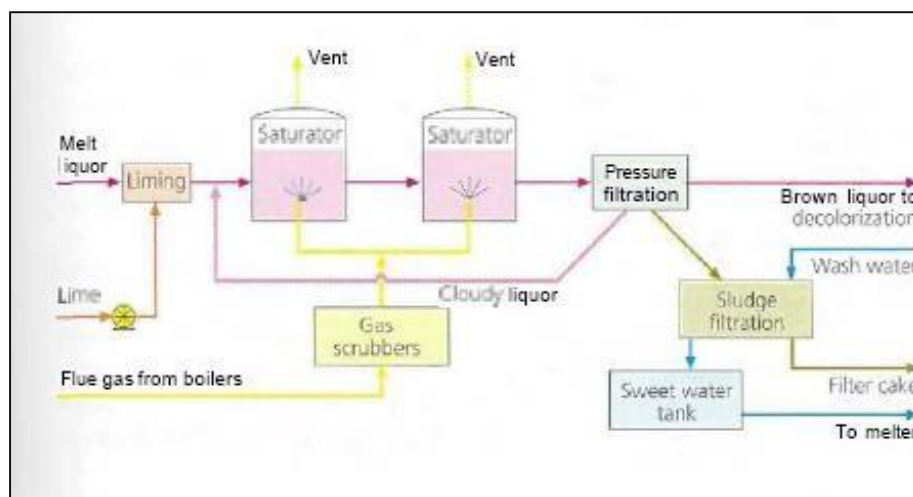 Vent
Vent
Saturator
Saturator
Melt
liquor
Liming
Pressure
filtration
Brown liquor to
decolorization
Wash water
Lime
Cloudy liquor
Sludge
filtration
Gas
scrubbers
Flue gas from boilers
Filter cake
Sweet water
tank
To melter